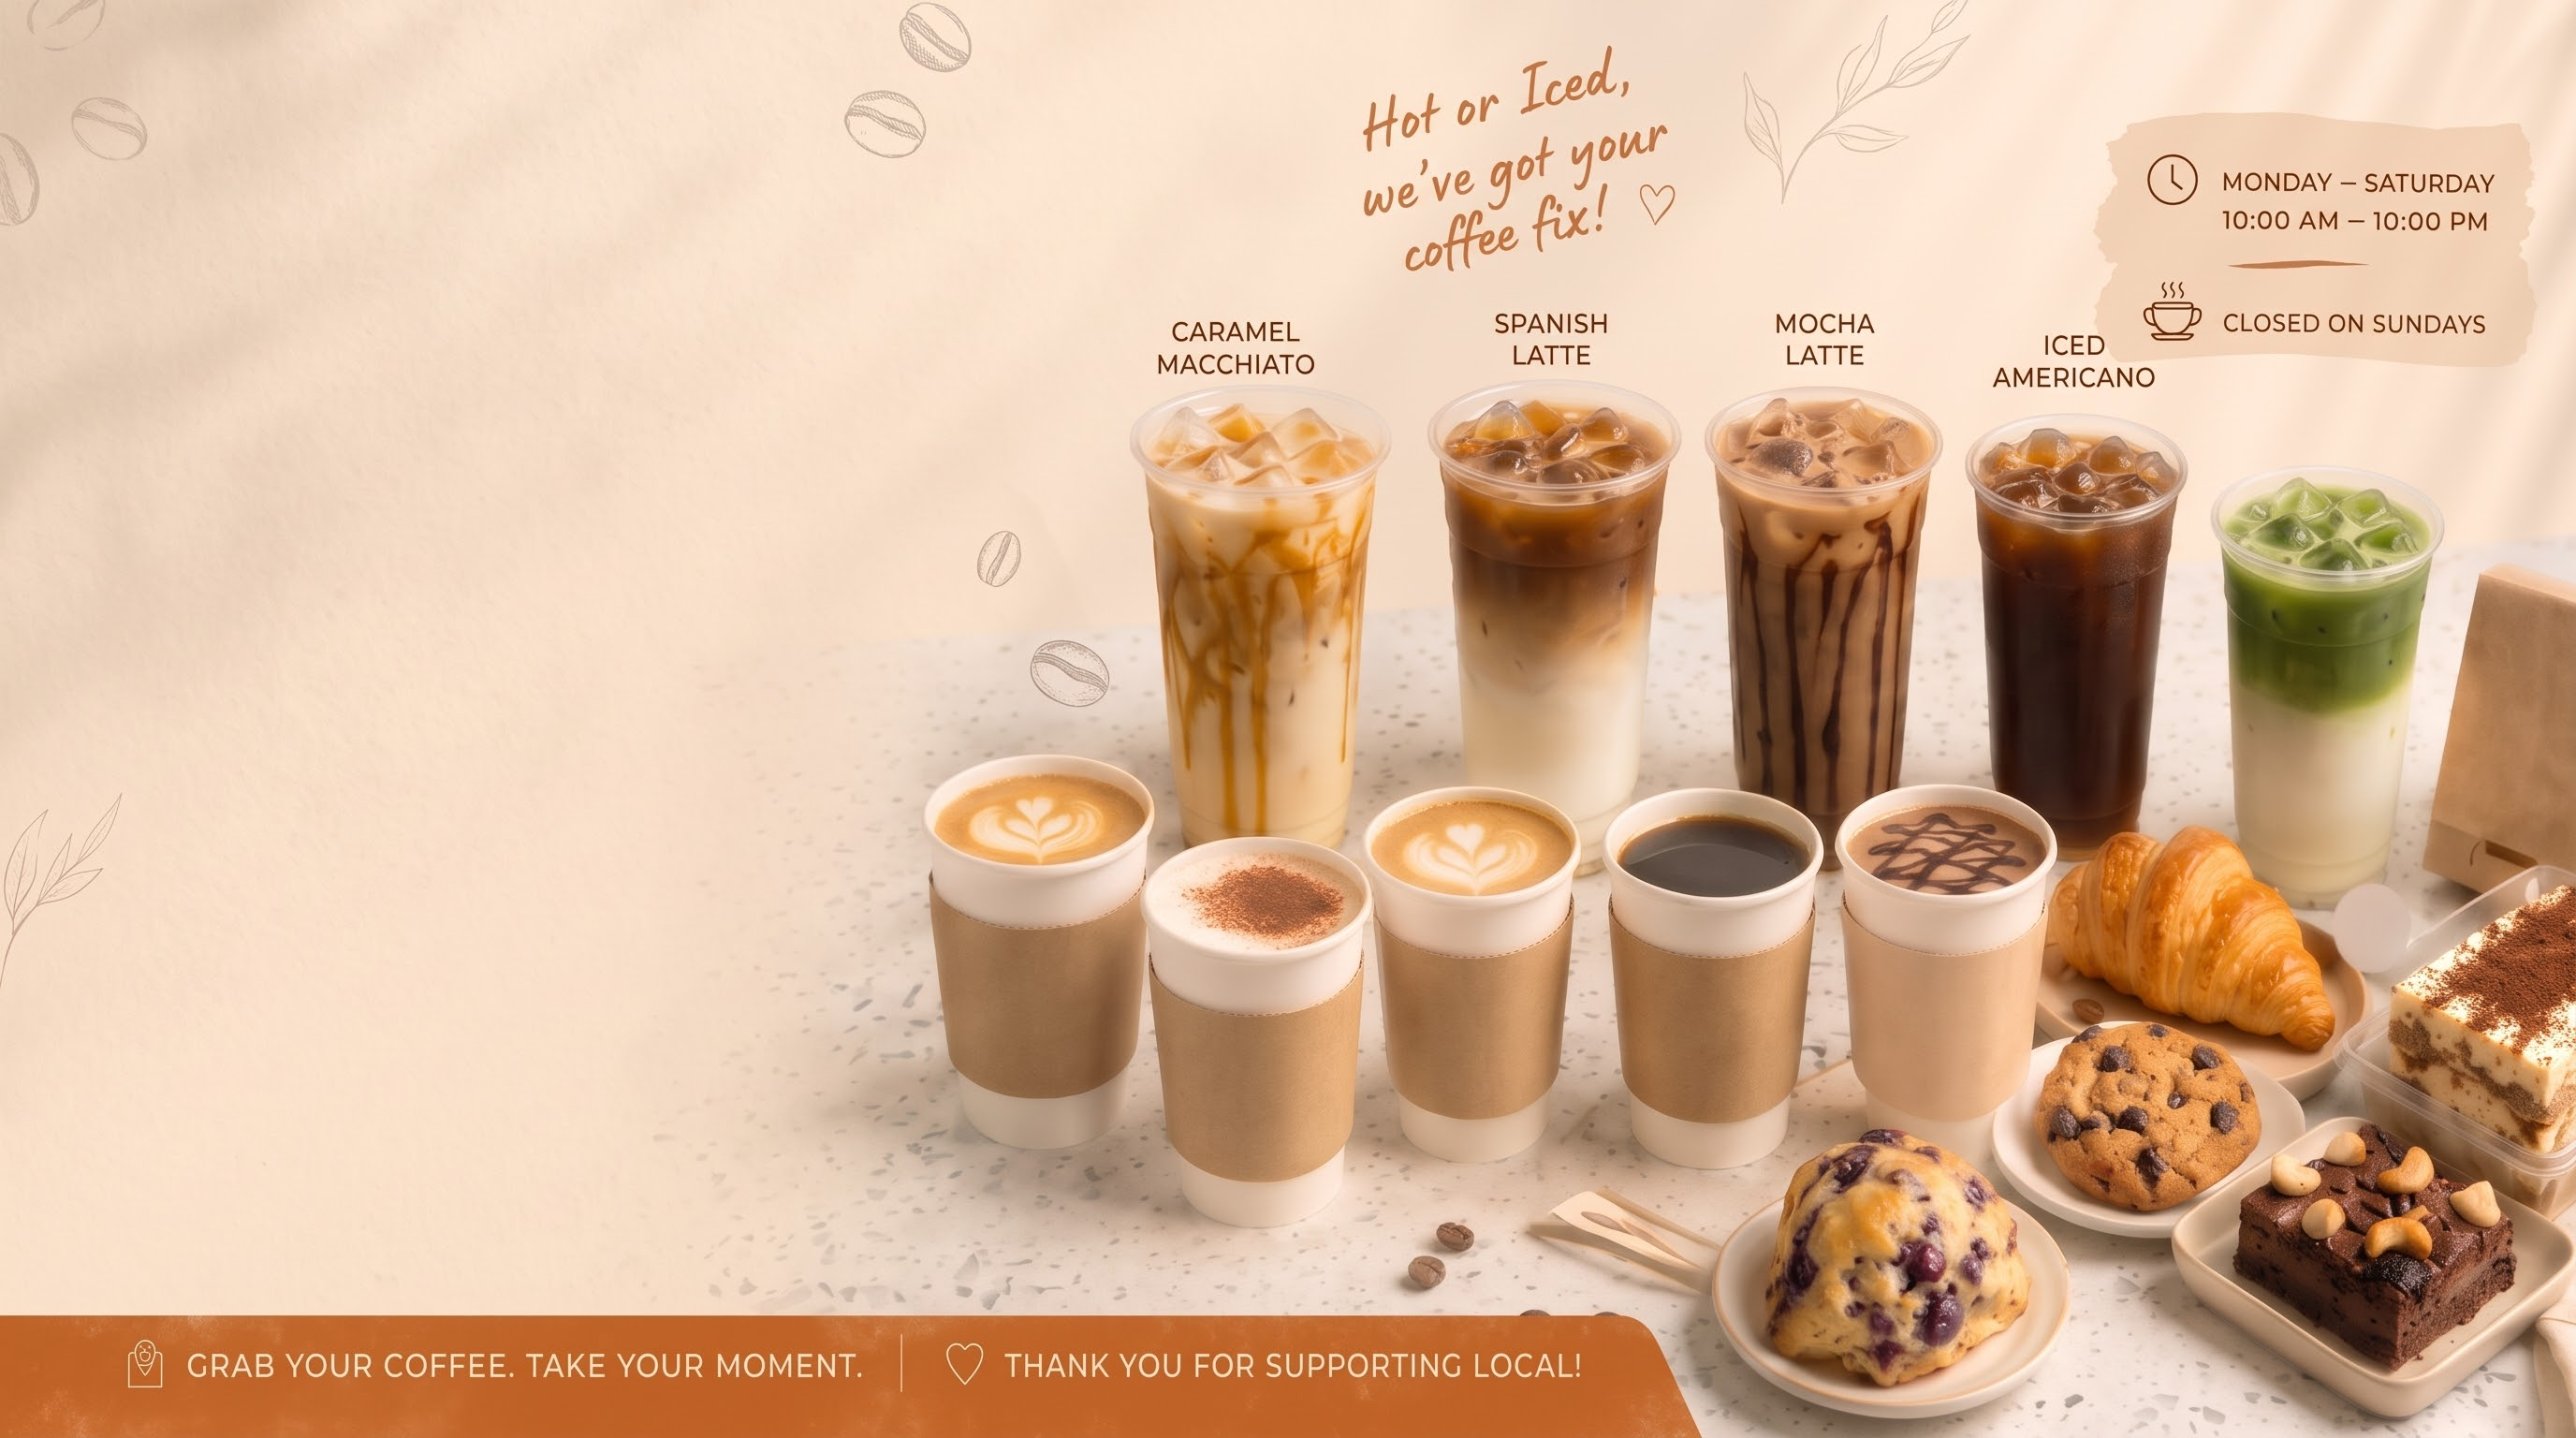 Hot or Iced,
we've got your
coffee fix!
MONDAY – SATURDAY
10:00 AM – 10:00 PM
CLOSED ON SUNDAYS
CARAMEL
MACCHIATO
SPANISH
LATTE
MOCHA
LATTE
ICED
AMERICANO
GRAB YOUR COFFEE. TAKE YOUR MOMENT.
THANK YOU FOR SUPPORTING LOCAL!